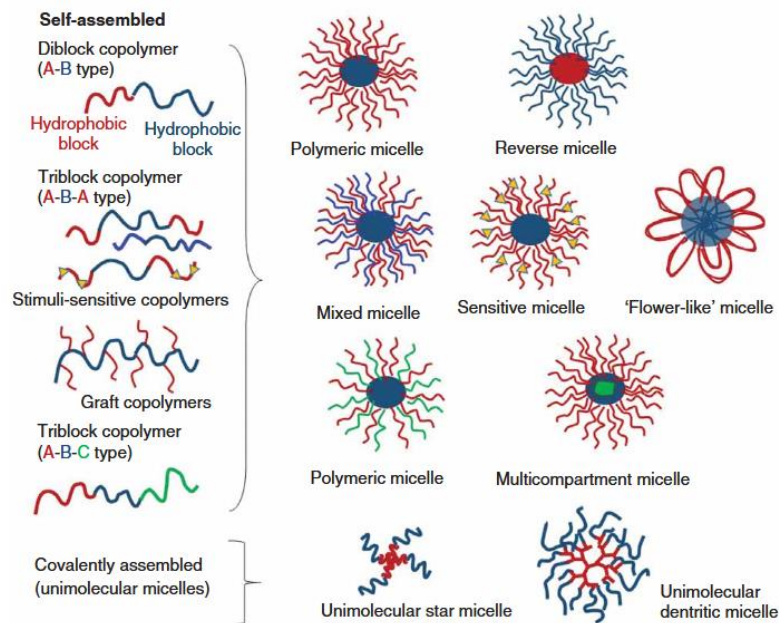 Self-assembled
Diblock copolymer
(A-B type)
Hydrophobic
block
Hydrophobic
block
Triblock copolymer
(A-B-A type)
Stimuli-sensitive copolymers
Graft copolymers
Triblock copolymer
(A-B-C type)
Covalently assembled
(unimolecular micelles)
Polymeric micelle
Reverse micelle
Mixed micelle
Sensitive micelle
‘Flower-like’ micelle
Polymeric micelle
Multicompartment micelle
Unimolecular star micelle
Unimolecular
dentritic micelle